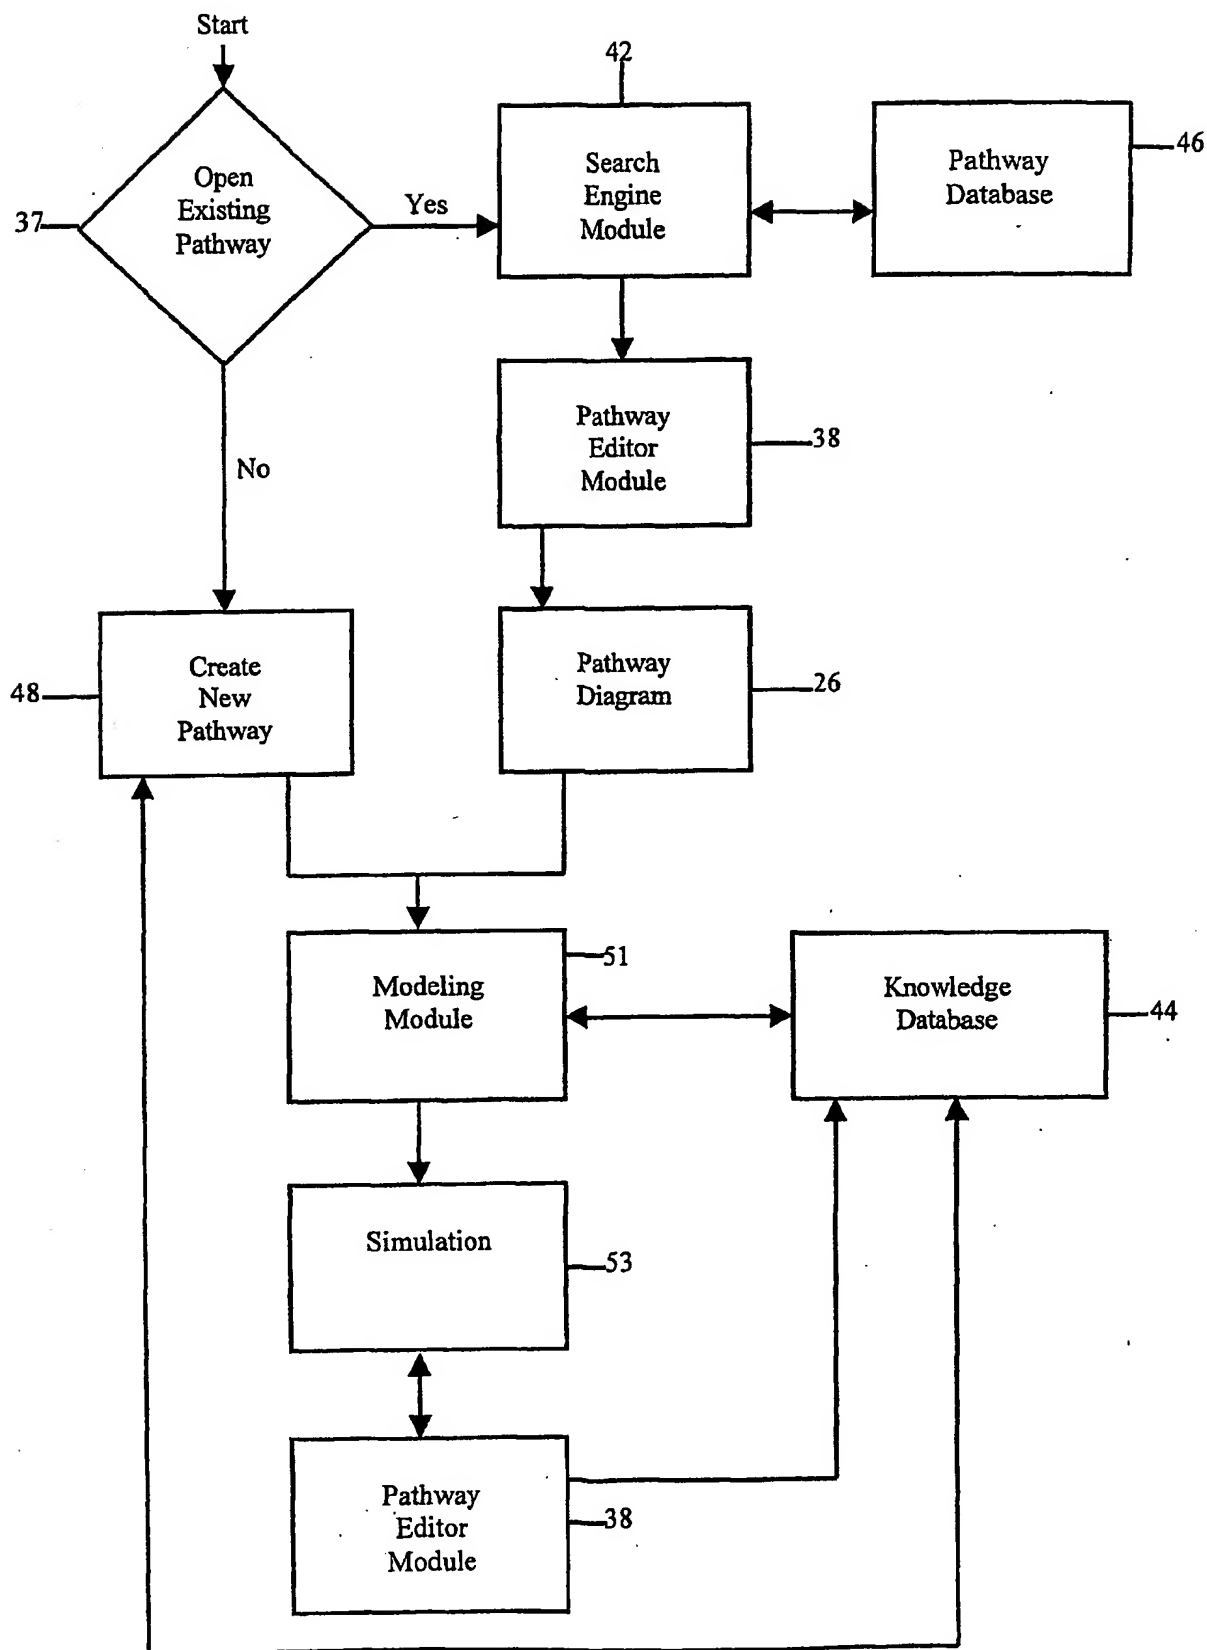 Start
42
Open
Existing
Pathway
37
Yes
Search
Engine
Module
Pathway
Database
46
Pathway
Editor
Module
38
No
Create
New
Pathway
48
Pathway
Diagram
26
Modeling
Module
51
Knowledge
Database
44
Simulation
53
Pathway
Editor
Module
38